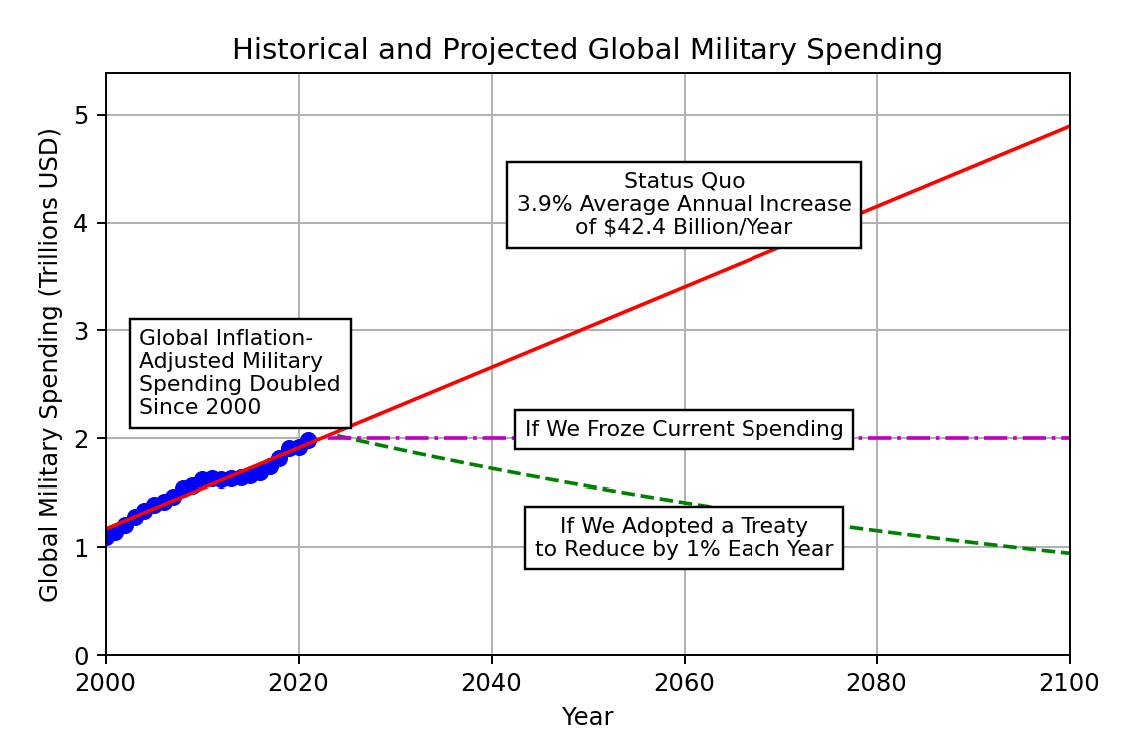 Historical and Projected Global Military Spending
Global Military Spending (Trillions USD)
5
4
3
2
1
0
Status Quo
3.9% Average Annual Increase
of $42.4 Billion/Year
Global Inflation-
Adjusted Military
Spending Doubled
Since 2000
If We Froze Current Spending
If We Adopted a Treaty
to Reduce by 1% Each Year
2000 2020 2040 2060 2080 2100
Year